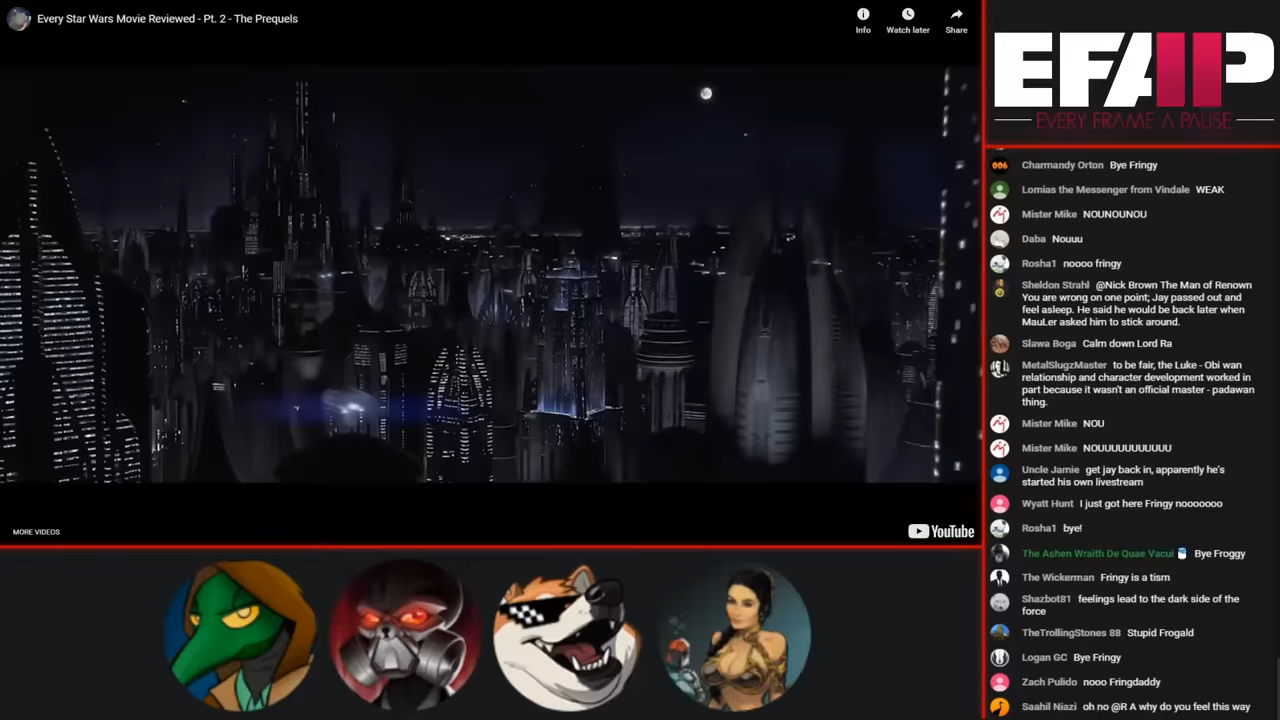 Every Star Wars Movie Reviewed - Pt. 2 - The Prequels
Info
Watch later
Share
MORE VIDEOS
YouTube
EFAP
EVERY FRAME A PAUSE
Charmandy Orton Bye Fringy
Lomias the Messenger from Vindale WEAK
Mister Mike NOUNOUNOU
Daba Nouuu
Rosha1 noooo fringy
Sheldon Strahl @Nick Brown The Man of Renown
You are wrong on one point; Jay passed out and
feel asleep. He said he would be back later when
MauLer asked him to stick around.
Slawa Boga Calm down Lord Ra
MetalSlugzMaster to be fair, the Luke - Obi wan
relationship and character development worked in
part because it wasn't an official master - padawan
thing.
Mister Mike NOU
Mister Mike NOUUUUUUUUUUU
Uncle Jamie get jay back in, apparently he's
started his own livestream
Wyatt Hunt I just got here Fringy nooooooo
Rosha1 bye!
The Ashen Wraith De Quae Vacui Bye Froggy
The Wickerman Fringy is a tism
Shazbot81 feelings lead to the dark side of the
force
TheTrollingStones 88 Stupid Frogald
Logan GC Bye Fringy
Zach Pulido nooo Fringdaddy
Saahil Niazi oh no @R A why do you feel this way